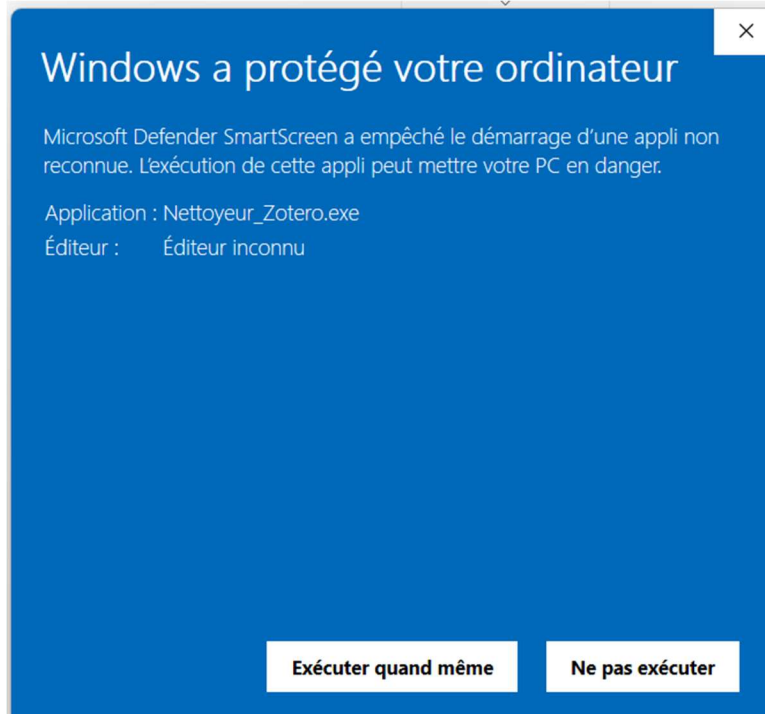 Windows a protégé votre ordinateur
Microsoft Defender SmartScreen a empêché le démarrage d’une appli non
reconnue. L’exécution de cette appli peut mettre votre PC en danger.
Application : Nettoyeur_Zotero.exe
Éditeur : Éditeur inconnu
Exécuter quand même Ne pas exécuter